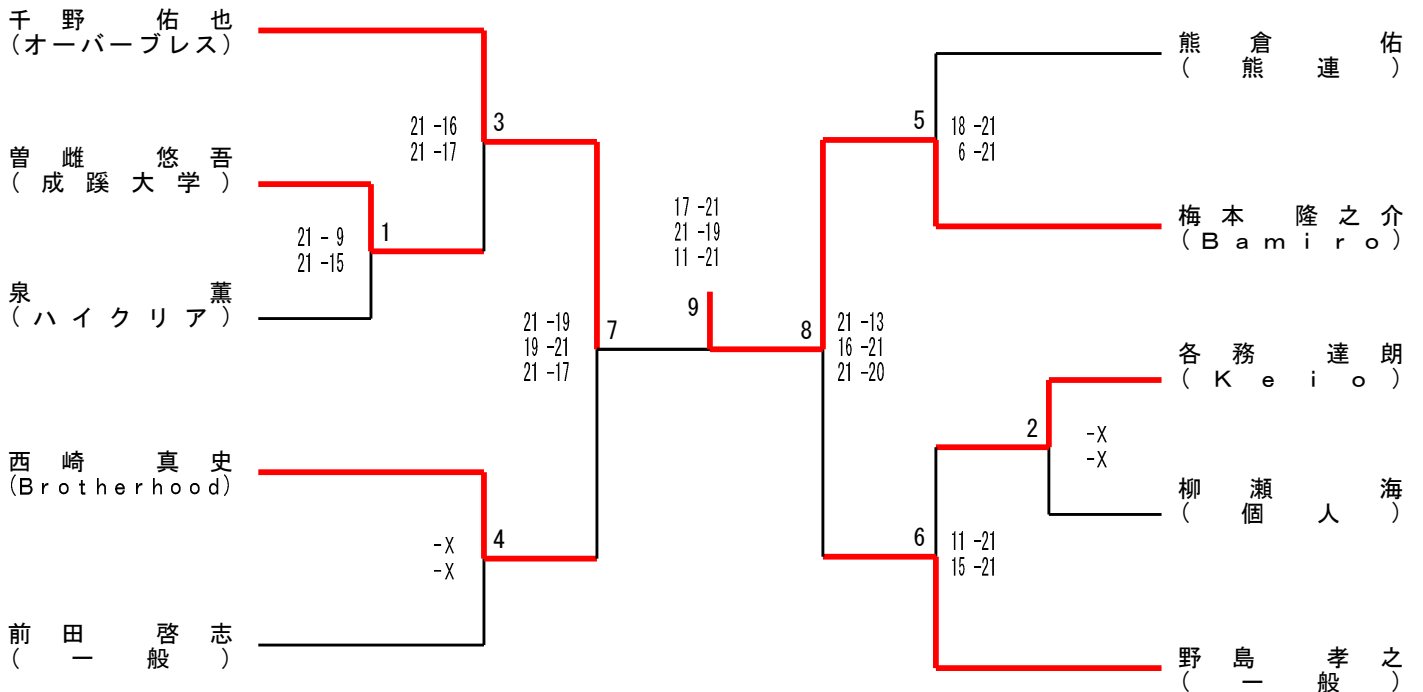 千野 佑也
(オーバーブレス)
曽雌 悠吾
(成蹊大学)
泉 薫
(ハイクリア)
西崎 真史
(Brotherhood)
前田 啓志
(一般)
21 -16
21 -17
3
21 - 9
21 -15
1
21 -19
19 -21
21 -17
7
-X
-X
4
17 -21
21 -19
11 -21
9
8
21 -13
16 -21
21 -20
5
18 -21
6 -21
2
-X
-X
6
11 -21
15 -21
熊倉 佑
(熊連)
梅本 隆之介
(Bamiro)
各務 達朗
(Keio)
柳瀬 海
(個人)
野島 孝之
(一般)